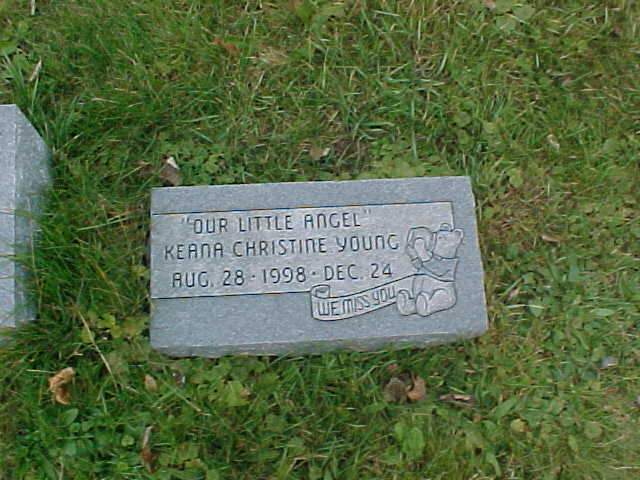 "OUR LITTLE ANGEL"
KEANA CHRISTINE YOUNG
AUG. 28 · 1998 · DEC. 24
WE MISS YOU